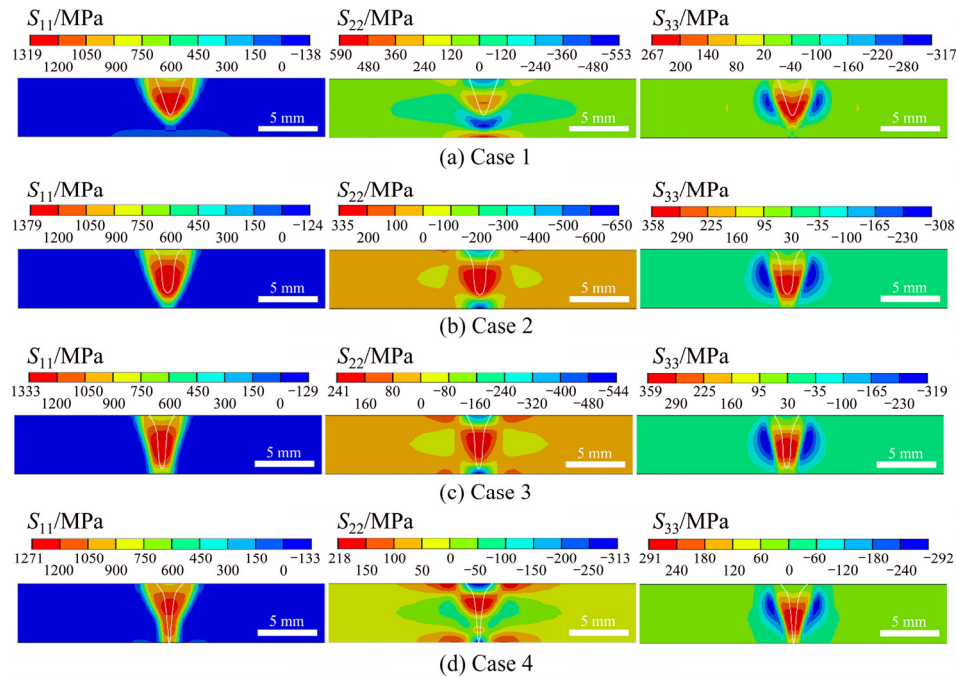 S11/MPa S22/MPa S33/MPa
1319 1050 750 450 150 −138 590 360 120 −120 −360 −553 267 140 20 −100 −220 −317
1200 900 600 300 0 480 240 0 −240 −480 200 80 −40 −160 −280
5 mm 5 mm 5 mm
(a) Case 1
S11/MPa S22/MPa S33/MPa
1379 1050 750 450 150 −124 335 100 −100 −300 −500 −650 358 225 95 −35 −165 −308
1200 900 600 300 0 200 0 −200 −400 −600 290 160 30 −100 −230
5 mm 5 mm 5 mm
(b) Case 2
S11/MPa S22/MPa S33/MPa
1333 1050 750 450 150 −129 241 80 −80 −240 −400 −544 359 225 95 −35 −165 −319
1200 900 600 300 0 160 0 −160 −320 −480 290 160 30 −100 −230
5 mm 5 mm 5 mm
(c) Case 3
S11/MPa S22/MPa S33/MPa
1271 1050 750 450 150 −133 218 100 0 −100 −200 −313 291 180 60 −60 −180 −292
1200 900 600 300 0 150 50 −50 −150 −250 240 120 0 −120 −240
5 mm 5 mm 5 mm
(d) Case 4